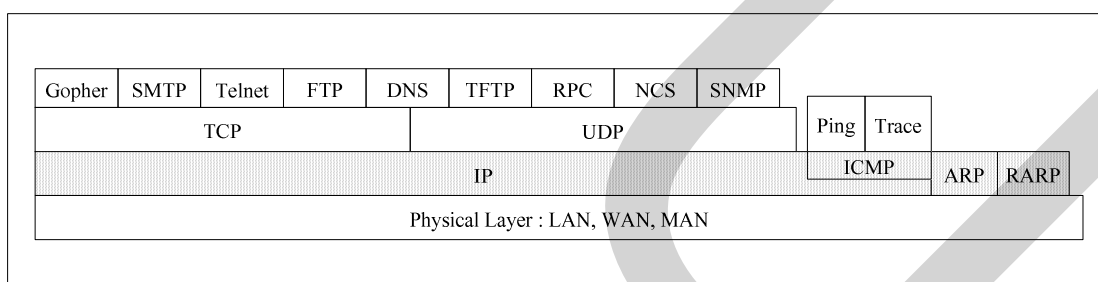 Gopher SMTP Telnet FTP DNS TFTP RPC NCS SNMP
Ping Trace
TCP UDP
ICMP
IP ARP RARP
Physical Layer : LAN, WAN, MAN